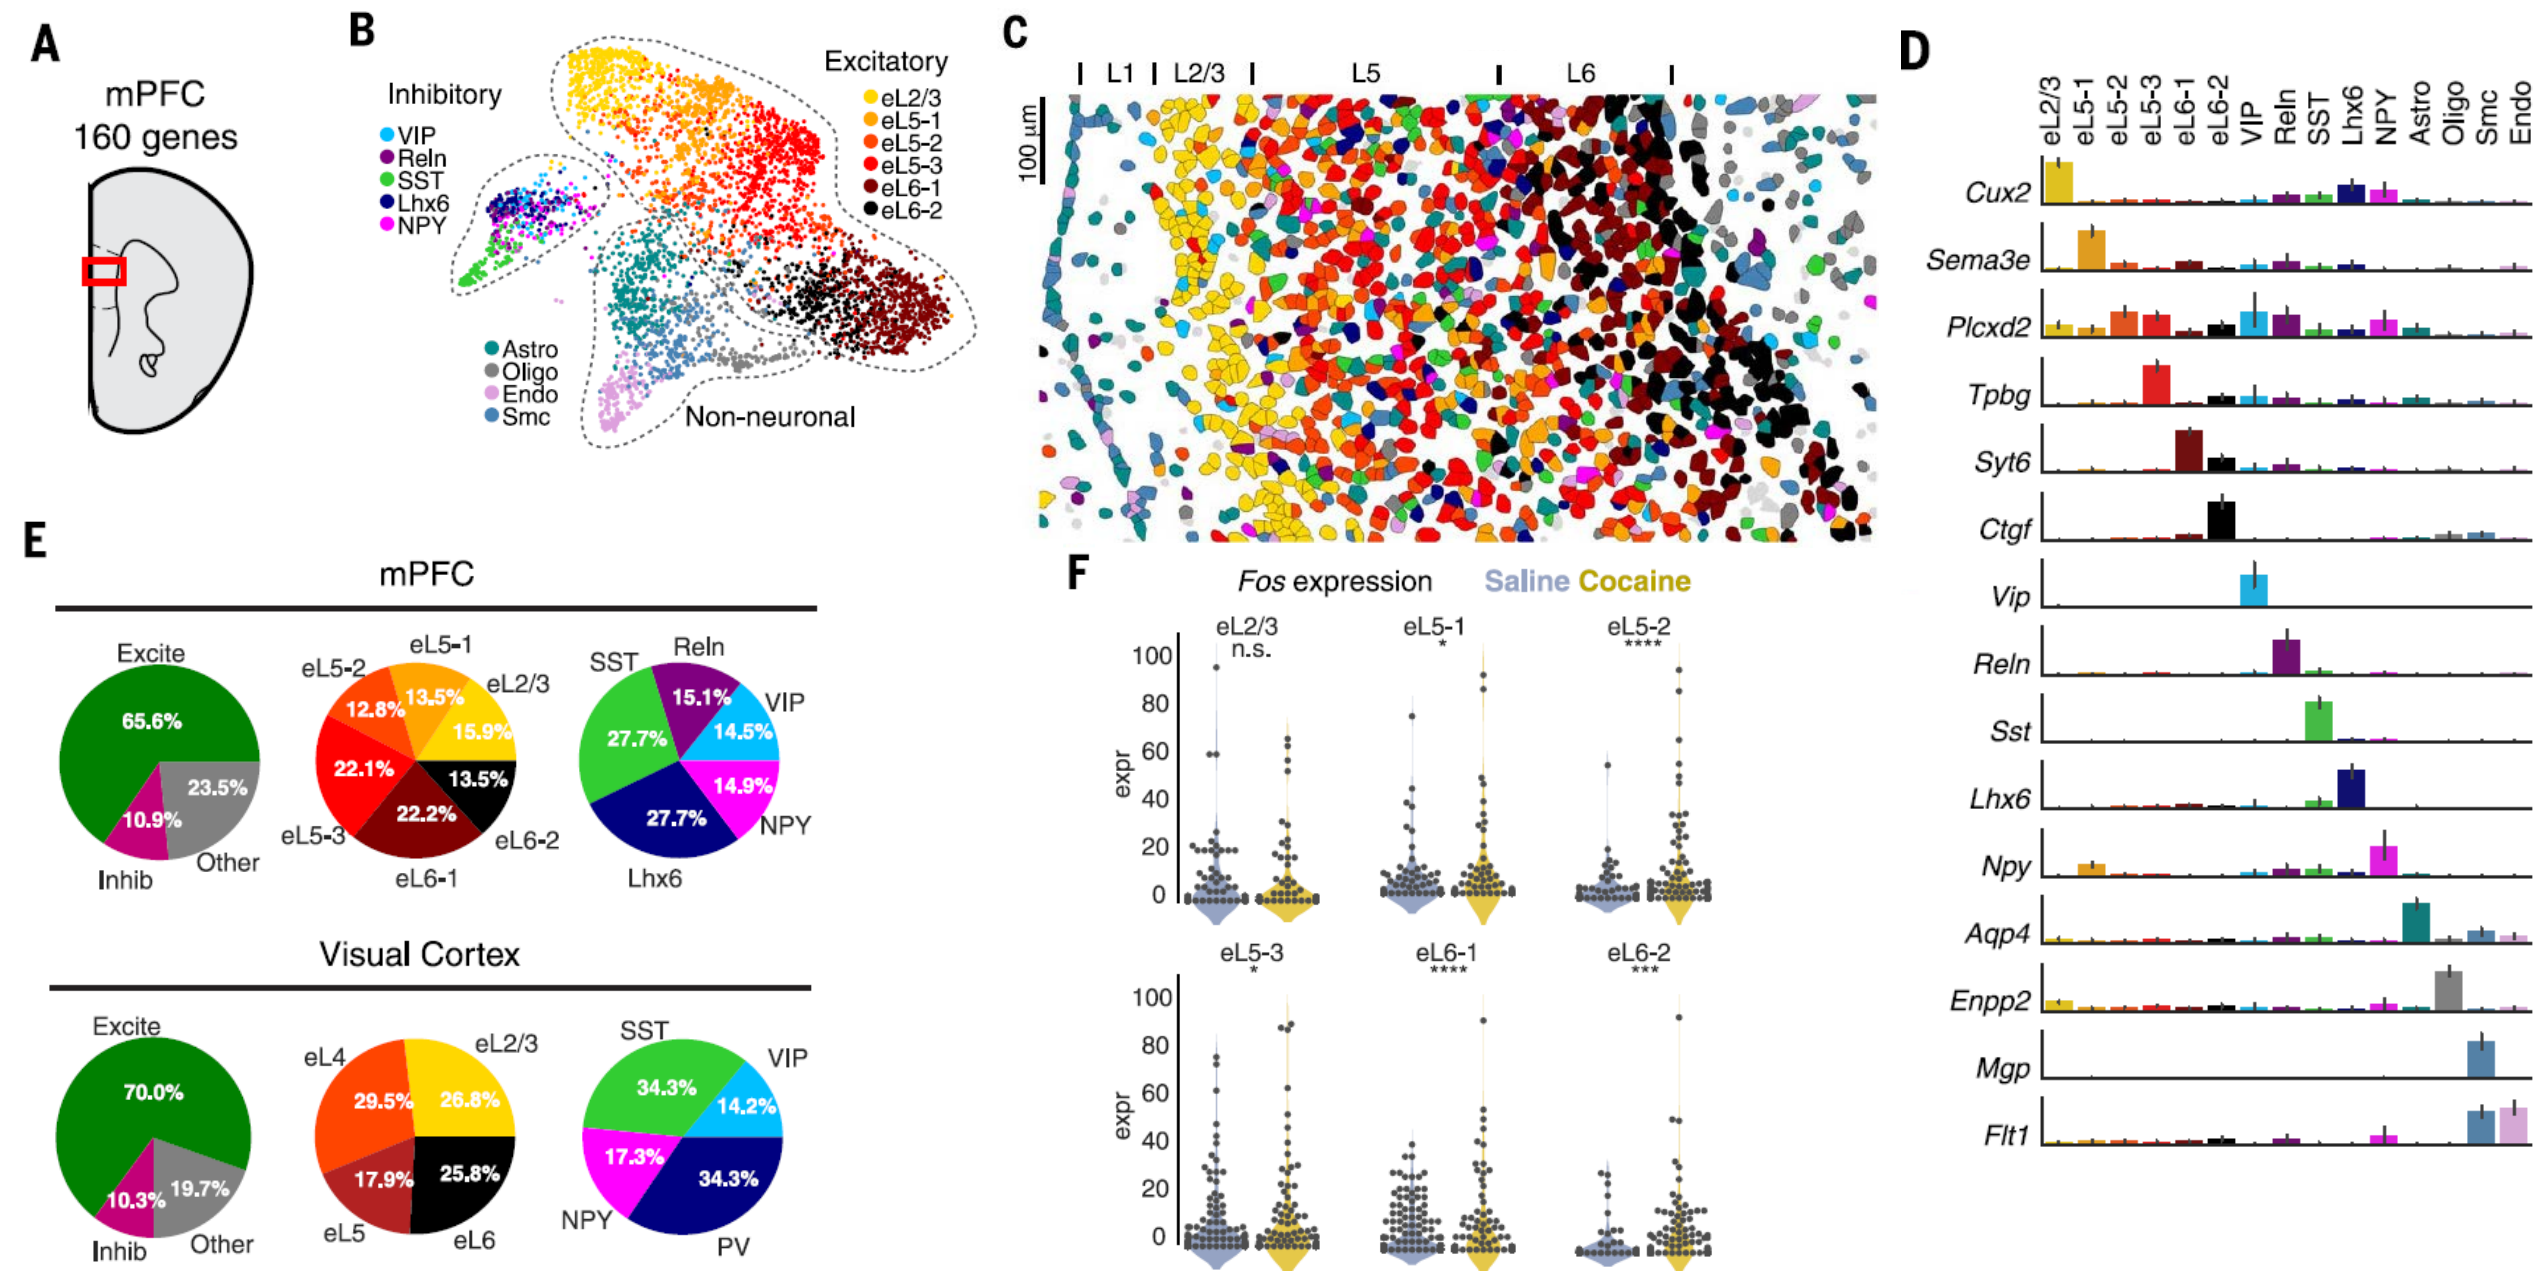 A
mPFC
160 genes
B
Inhibitory
VIP
Reln
SST
Lhx6
NPY
Excitatory
eL2/3
eL5-1
eL5-2
eL5-3
eL6-1
eL6-2
Astro
Oligo
Endo
Smc
Non-neuronal
C
L1 L2/3 L5 L6
100 µm
D
eL2/3 eL5-1 eL5-2 eL5-3 eL6-1 eL6-2 VIP Reln SST Lhx6 NPY Astro Oligo Smc Endo
Cux2
Sema3e
Plcxd2
Tpbg
Syt6
Ctgf
Vip
Reln
Sst
Lhx6
Npy
Aqp4
Enpp2
Mgp
Flt1
E
mPFC
Excite
65.6%
10.9%
23.5%
Inhib
Other
eL5-1
eL5-2
eL2/3
13.5%
12.8%
15.9%
22.1%
13.5%
22.2%
eL5-3
eL6-2
eL6-1
Reln
SST
VIP
15.1%
14.5%
27.7%
14.9%
27.7%
NPY
Lhx6
Visual Cortex
Excite
70.0%
10.3%
19.7%
Inhib
Other
eL4
eL2/3
29.5%
26.8%
17.9%
25.8%
eL5
eL6
SST
VIP
34.3%
14.2%
17.3%
34.3%
NPY
PV
F
Fos expression Saline Cocaine
eL2/3
n.s.
eL5-1
*
eL5-2
****
expr
100
80
60
40
20
0
eL5-3
*
eL6-1
****
eL6-2
***
expr
100
80
60
40
20
0